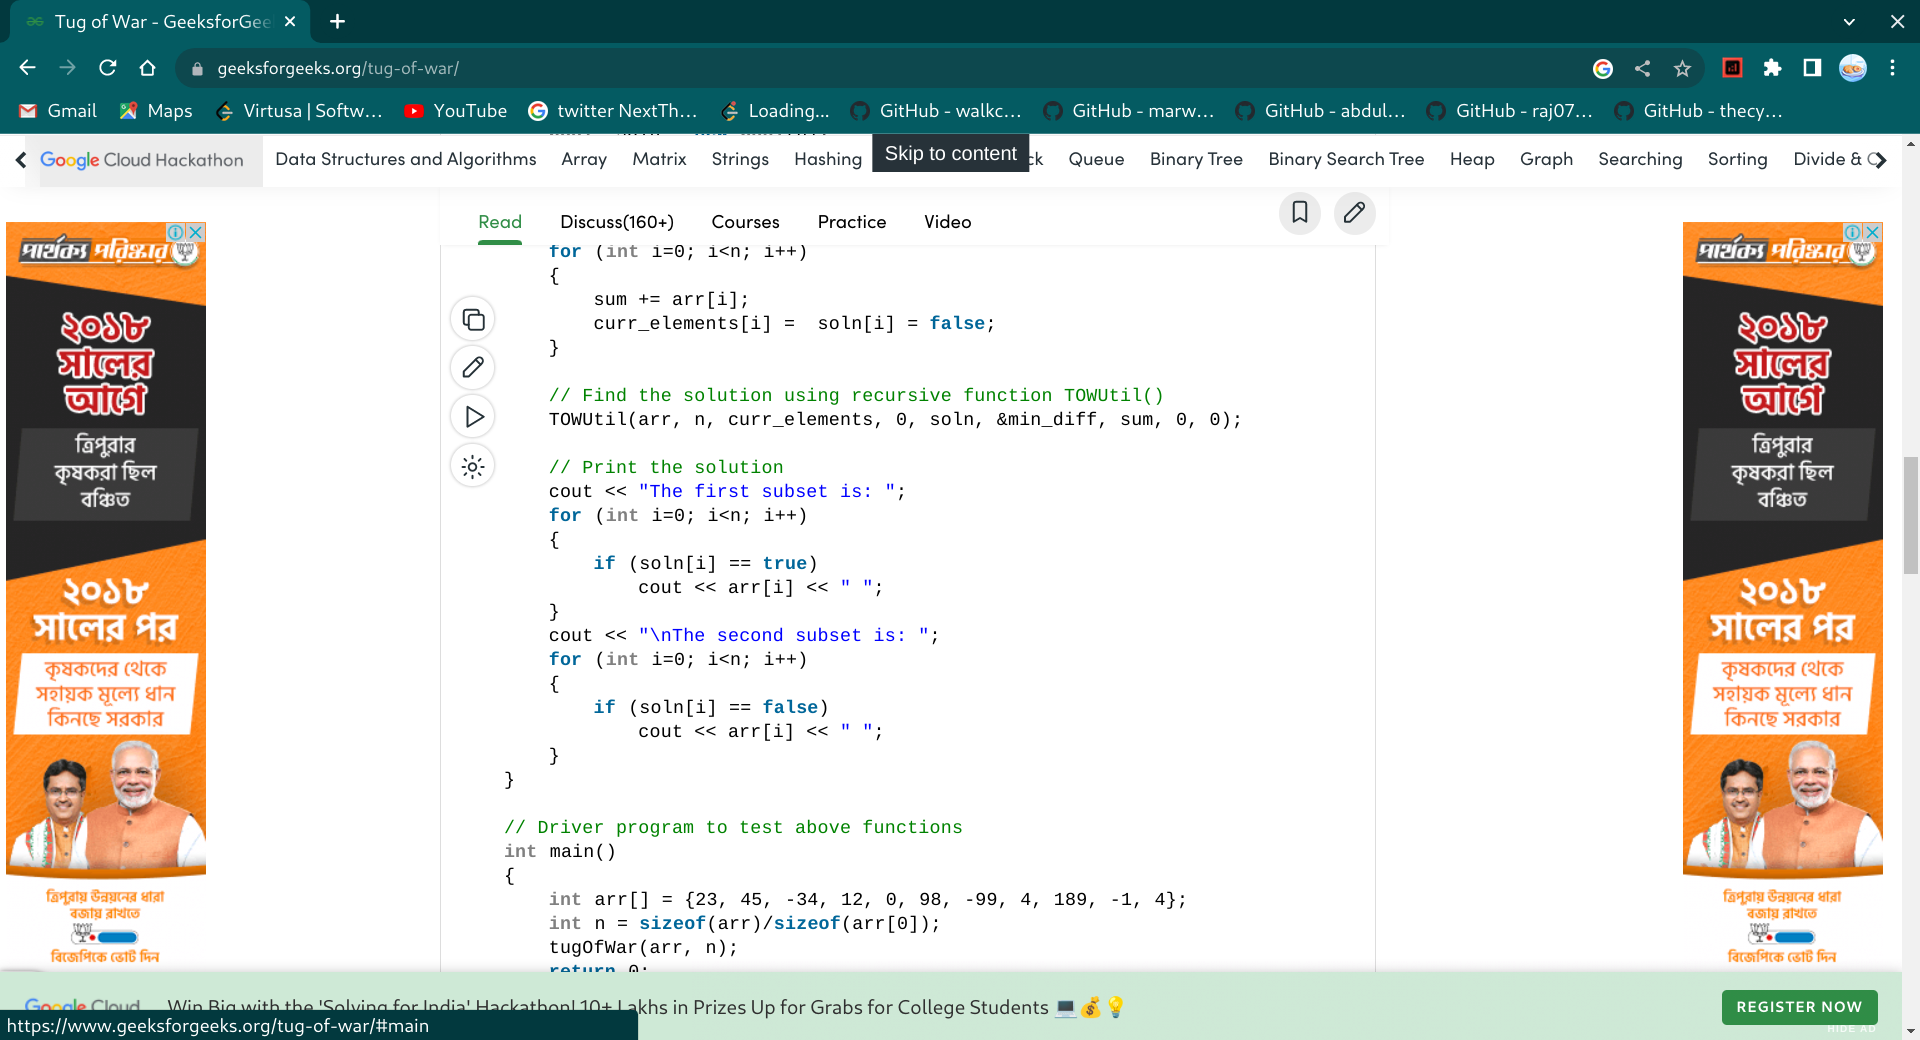 Tug of War - GeeksforGee
geeksforgeeks.org/tug-of-war/
Gmail Maps Virtusa | Softw... YouTube twitter NextTh... Loading... GitHub - walkc... GitHub - marw... GitHub - abdul... GitHub - raj07... GitHub - thecy...
Google Cloud Hackathon Data Structures and Algorithms Array Matrix Strings Hashing Skip to content ck Queue Binary Tree Binary Search Tree Heap Graph Searching Sorting Divide & C
Read Discuss(160+) Courses Practice Video
for (int i=0; i<n; i++)
{
sum += arr[i];
curr_elements[i] =  soln[i] = false;
}
// Find the solution using recursive function TOWUtil()
TOWUtil(arr, n, curr_elements, 0, soln, &min_diff, sum, 0, 0);
// Print the solution
cout << "The first subset is: ";
for (int i=0; i<n; i++)
{
if (soln[i] == true)
cout << arr[i] << " ";
}
cout << "\nThe second subset is: ";
for (int i=0; i<n; i++)
{
if (soln[i] == false)
cout << arr[i] << " ";
}
}
// Driver program to test above functions
int main()
{
int arr[] = {23, 45, -34, 12, 0, 98, -99, 4, 189, -1, 4};
int n = sizeof(arr)/sizeof(arr[0]);
tugOfWar(arr, n);
return 0;
পার্থক্য পরিষ্কার
২০১৮
সালের
আগে
ত্রিপুরার
কৃষকরা ছিল
বঞ্চিত
২০১৮
সালের পর
কৃষকদের থেকে
সহায়ক মূল্যে ধান
কিনছে সরকার
ত্রিপুরায় উন্নয়নের ধারা
বজায় রাখতে
বিজেপিকে ভোট দিন
পার্থক্য পরিষ্কার
২০১৮
সালের
আগে
ত্রিপুরার
কৃষকরা ছিল
বঞ্চিত
২০১৮
সালের পর
কৃষকদের থেকে
সহায়ক মূল্যে ধান
কিনছে সরকার
ত্রিপুরায় উন্নয়নের ধারা
বজায় রাখতে
বিজেপিকে ভোট দিন
Google Cloud Win Big with the 'Solving for India' Hackathon! 10+ Lakhs in Prizes Up for Grabs for College Students 💻💰💡 REGISTER NOW
HIDE AD
https://www.geeksforgeeks.org/tug-of-war/#main